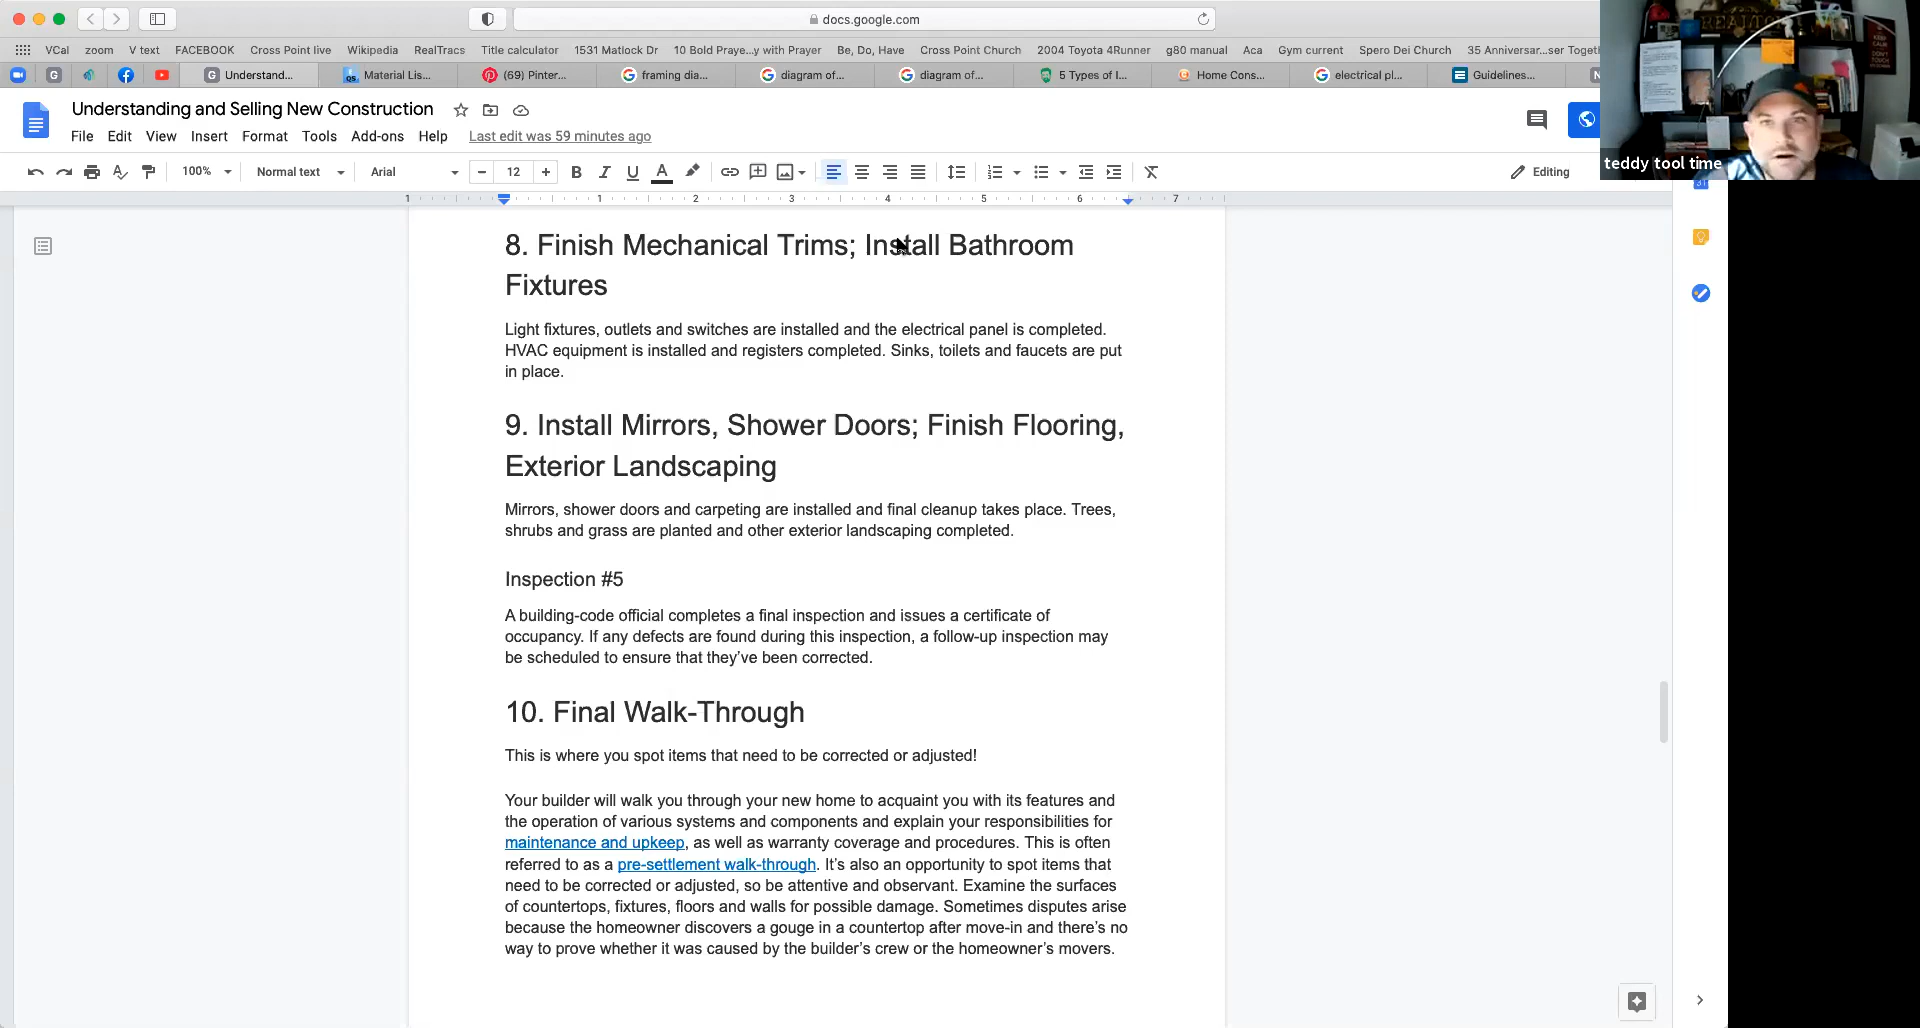 docs.google.com
VCal zoom V text FACEBOOK Cross Point live Wikipedia RealTracs Title calculator 1531 Matlock Dr 10 Bold Praye...y with Prayer Be, Do, Have Cross Point Church 2004 Toyota 4Runner g80 manual Aca Gym current Spero Dei Church 35 Anniversar...ser Togeth
G Understand... Material Lis... (69) Pinter... framing dia... diagram of... diagram of... 5 Types of I... Home Cons... electrical pl... Guidelines...
Understanding and Selling New Construction
File Edit View Insert Format Tools Add-ons Help Last edit was 59 minutes ago
teddy tool time
100% Normal text Arial 12 B I U A Editing
1 1 2 3 4 5 6 7
31
8. Finish Mechanical Trims; Install Bathroom
Fixtures
Light fixtures, outlets and switches are installed and the electrical panel is completed.
HVAC equipment is installed and registers completed. Sinks, toilets and faucets are put
in place.
9. Install Mirrors, Shower Doors; Finish Flooring,
Exterior Landscaping
Mirrors, shower doors and carpeting are installed and final cleanup takes place. Trees,
shrubs and grass are planted and other exterior landscaping completed.
Inspection #5
A building-code official completes a final inspection and issues a certificate of
occupancy. If any defects are found during this inspection, a follow-up inspection may
be scheduled to ensure that they’ve been corrected.
10. Final Walk-Through
This is where you spot items that need to be corrected or adjusted!
Your builder will walk you through your new home to acquaint you with its features and
the operation of various systems and components and explain your responsibilities for
maintenance and upkeep, as well as warranty coverage and procedures. This is often
referred to as a pre-settlement walk-through. It’s also an opportunity to spot items that
need to be corrected or adjusted, so be attentive and observant. Examine the surfaces
of countertops, fixtures, floors and walls for possible damage. Sometimes disputes arise
because the homeowner discovers a gouge in a countertop after move-in and there’s no
way to prove whether it was caused by the builder’s crew or the homeowner’s movers.